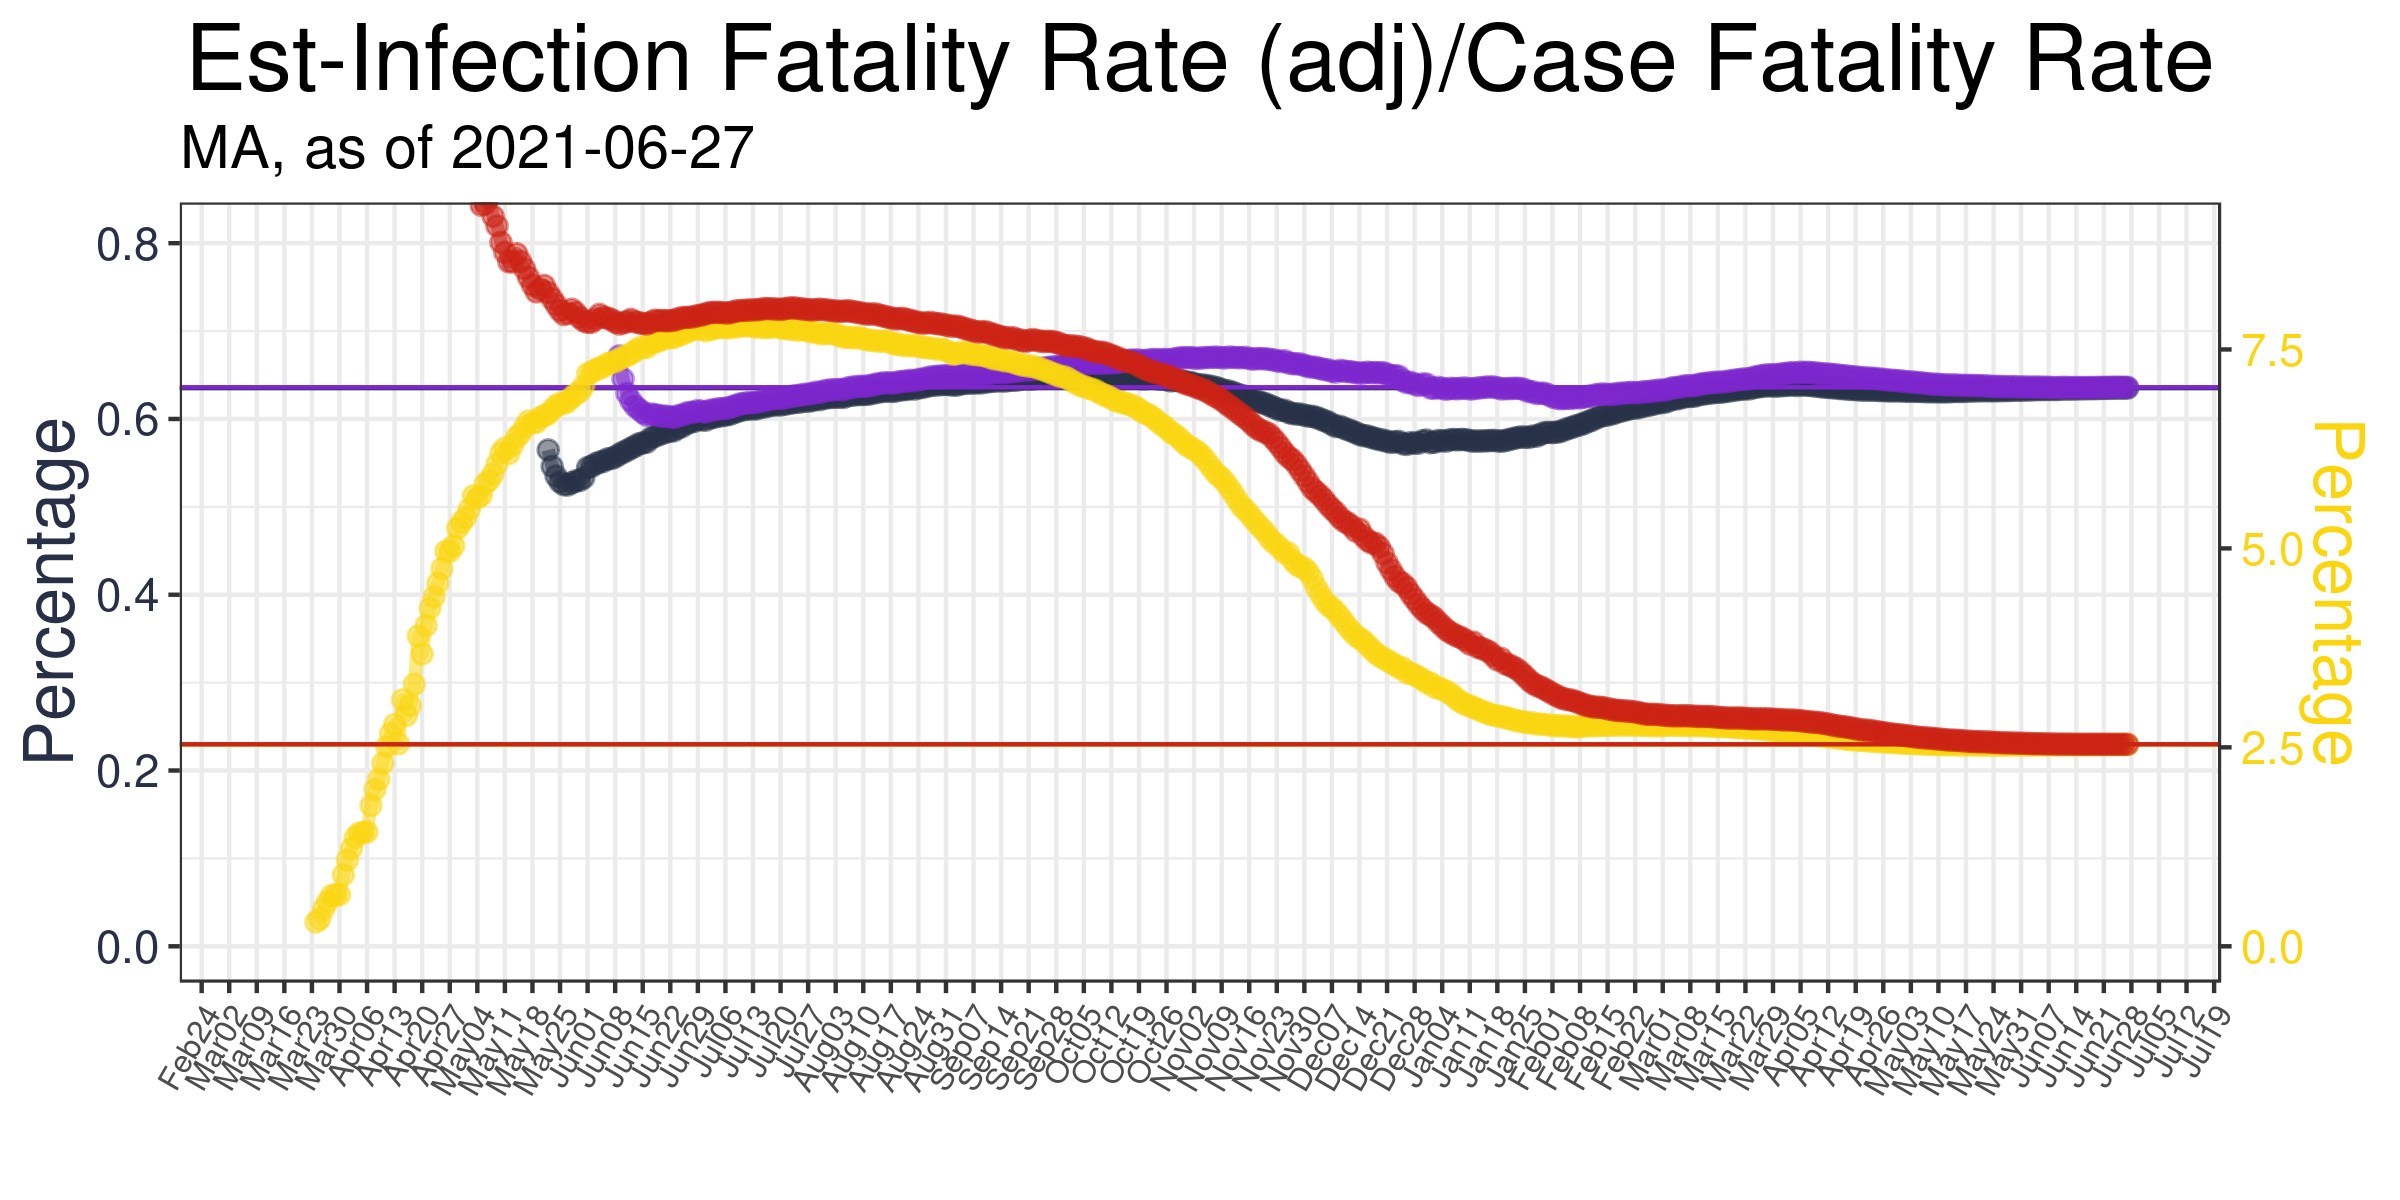 Est-Infection Fatality Rate (adj)/Case Fatality Rate
MA, as of 2021-06-27
Percentage
0.8
0.6
0.4
0.2
0.0
7.5
5.0
2.5
0.0
Percentage
Feb24
Mar02
Mar09
Mar16
Mar23
Mar30
Apr06
Apr13
Apr20
Apr27
May04
May11
May18
May25
Jun01
Jun08
Jun15
Jun22
Jun29
Jul06
Jul13
Jul20
Jul27
Aug03
Aug10
Aug17
Aug24
Aug31
Sep07
Sep14
Sep21
Sep28
Oct05
Oct12
Oct19
Oct26
Nov02
Nov09
Nov16
Nov23
Nov30
Dec07
Dec14
Dec21
Dec28
Jan04
Jan11
Jan18
Jan25
Feb01
Feb08
Feb15
Feb22
Mar01
Mar08
Mar15
Mar22
Mar29
Apr05
Apr12
Apr19
Apr26
May03
May10
May17
May24
May31
Jun07
Jun14
Jun21
Jun28
Jul05
Jul12
Jul19